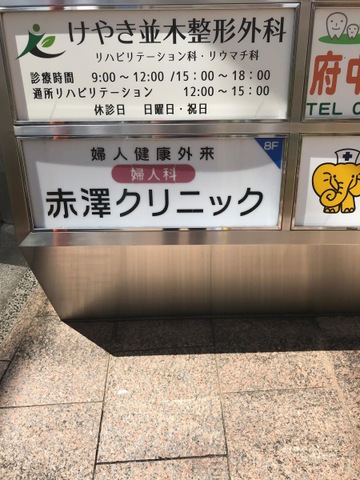 けやき並木整形外科
リハビリテーション科・リウマチ科
診療時間 9:00〜12:00/15:00〜18:00
通所リハビリテーション 12:00〜15:00
休診日 日曜日・祝日
府中
TEL
婦人健康外来
8F
婦人科
赤澤クリニック